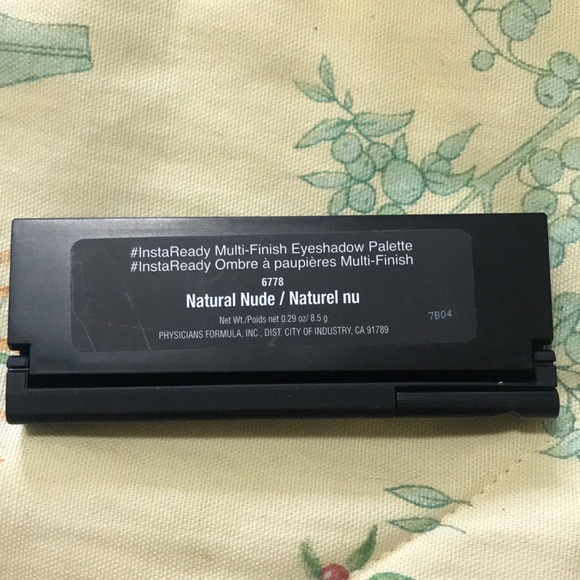 #InstaReady Multi-Finish Eyeshadow Palette
#InstaReady Ombre à paupières Multi-Finish
6778
Natural Nude / Naturel nu
Net Wt./Poids net 0.29 oz/ 8.5 g
7B04
PHYSICIANS FORMULA, INC., DIST. CITY OF INDUSTRY, CA 91789